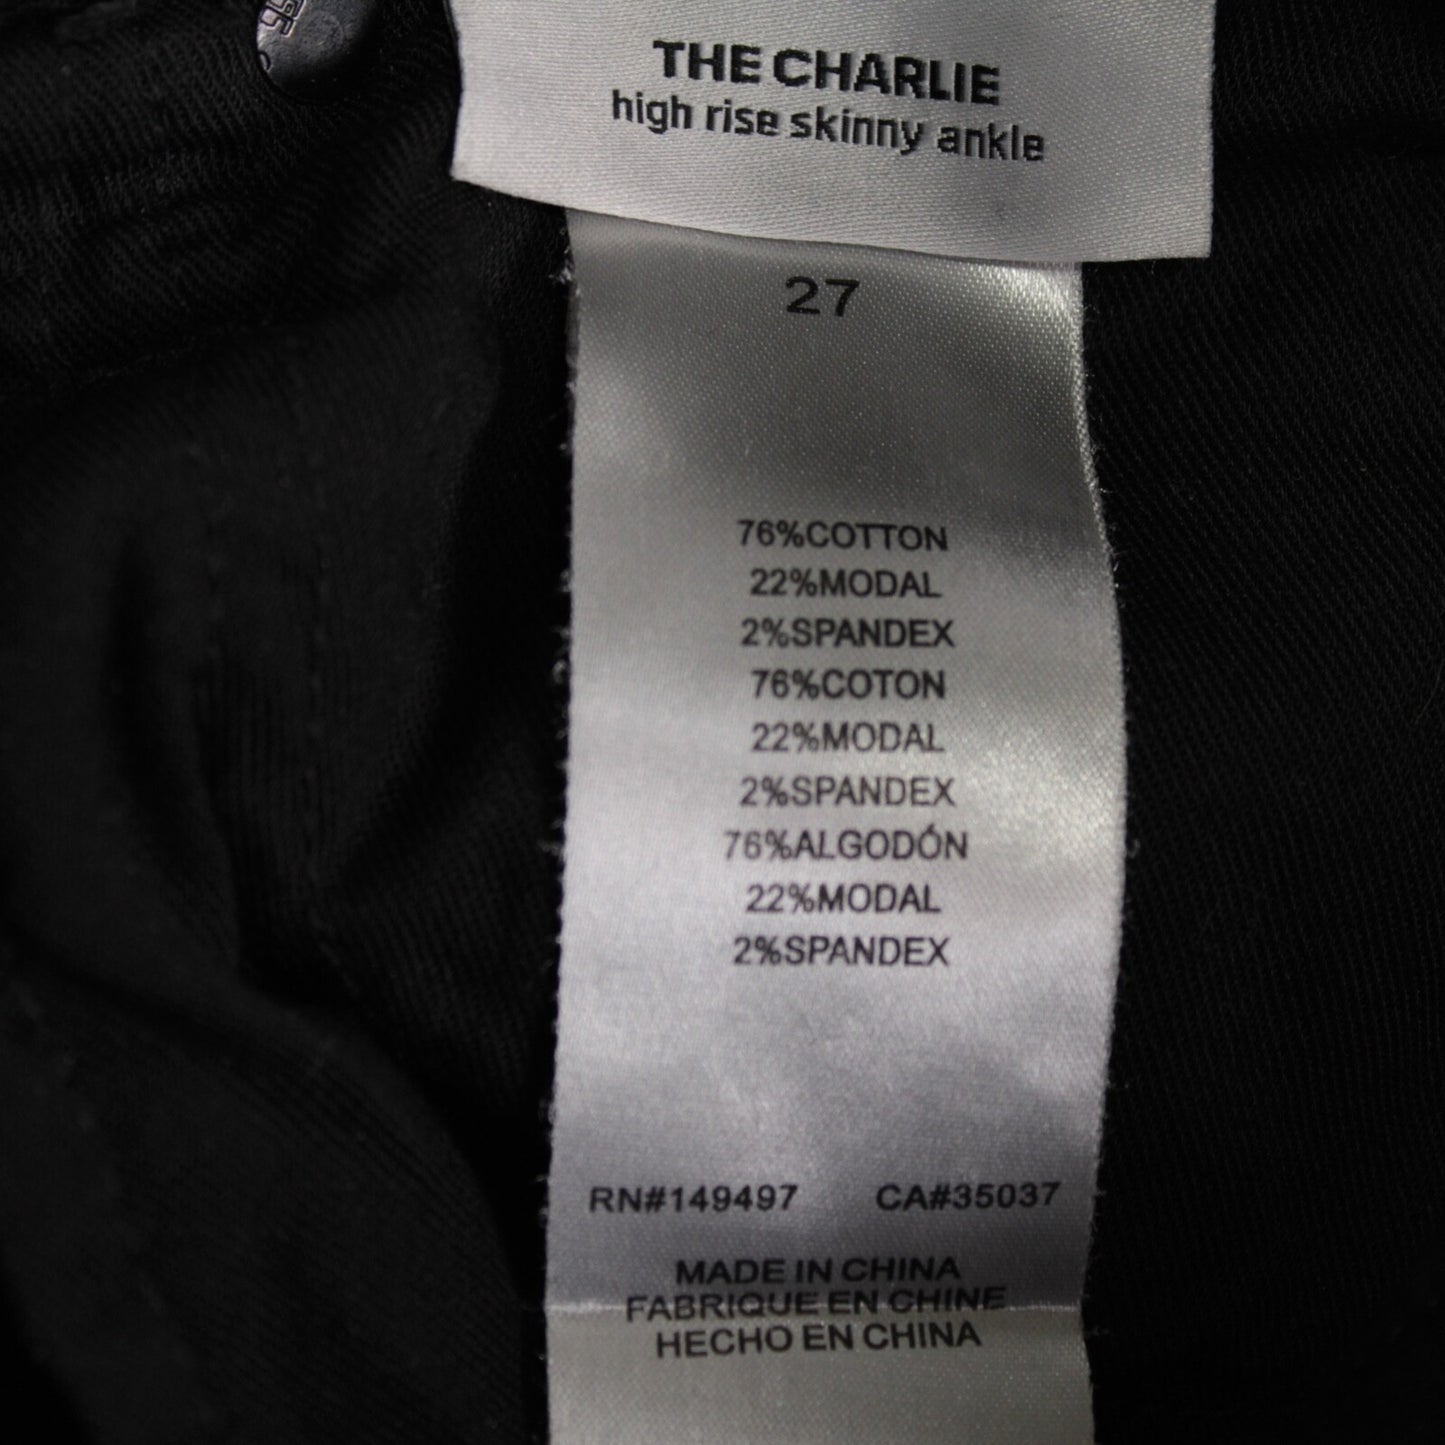 THE CHARLIE
high rise skinny ankle
27
76%COTTON
22%MODAL
2%SPANDEX
76%COTON
22%MODAL
2%SPANDEX
76%ALGODÓN
22%MODAL
2%SPANDEX
RN#149497 CA#35037
MADE IN CHINA
FABRIQUE EN CHINE
HECHO EN CHINA